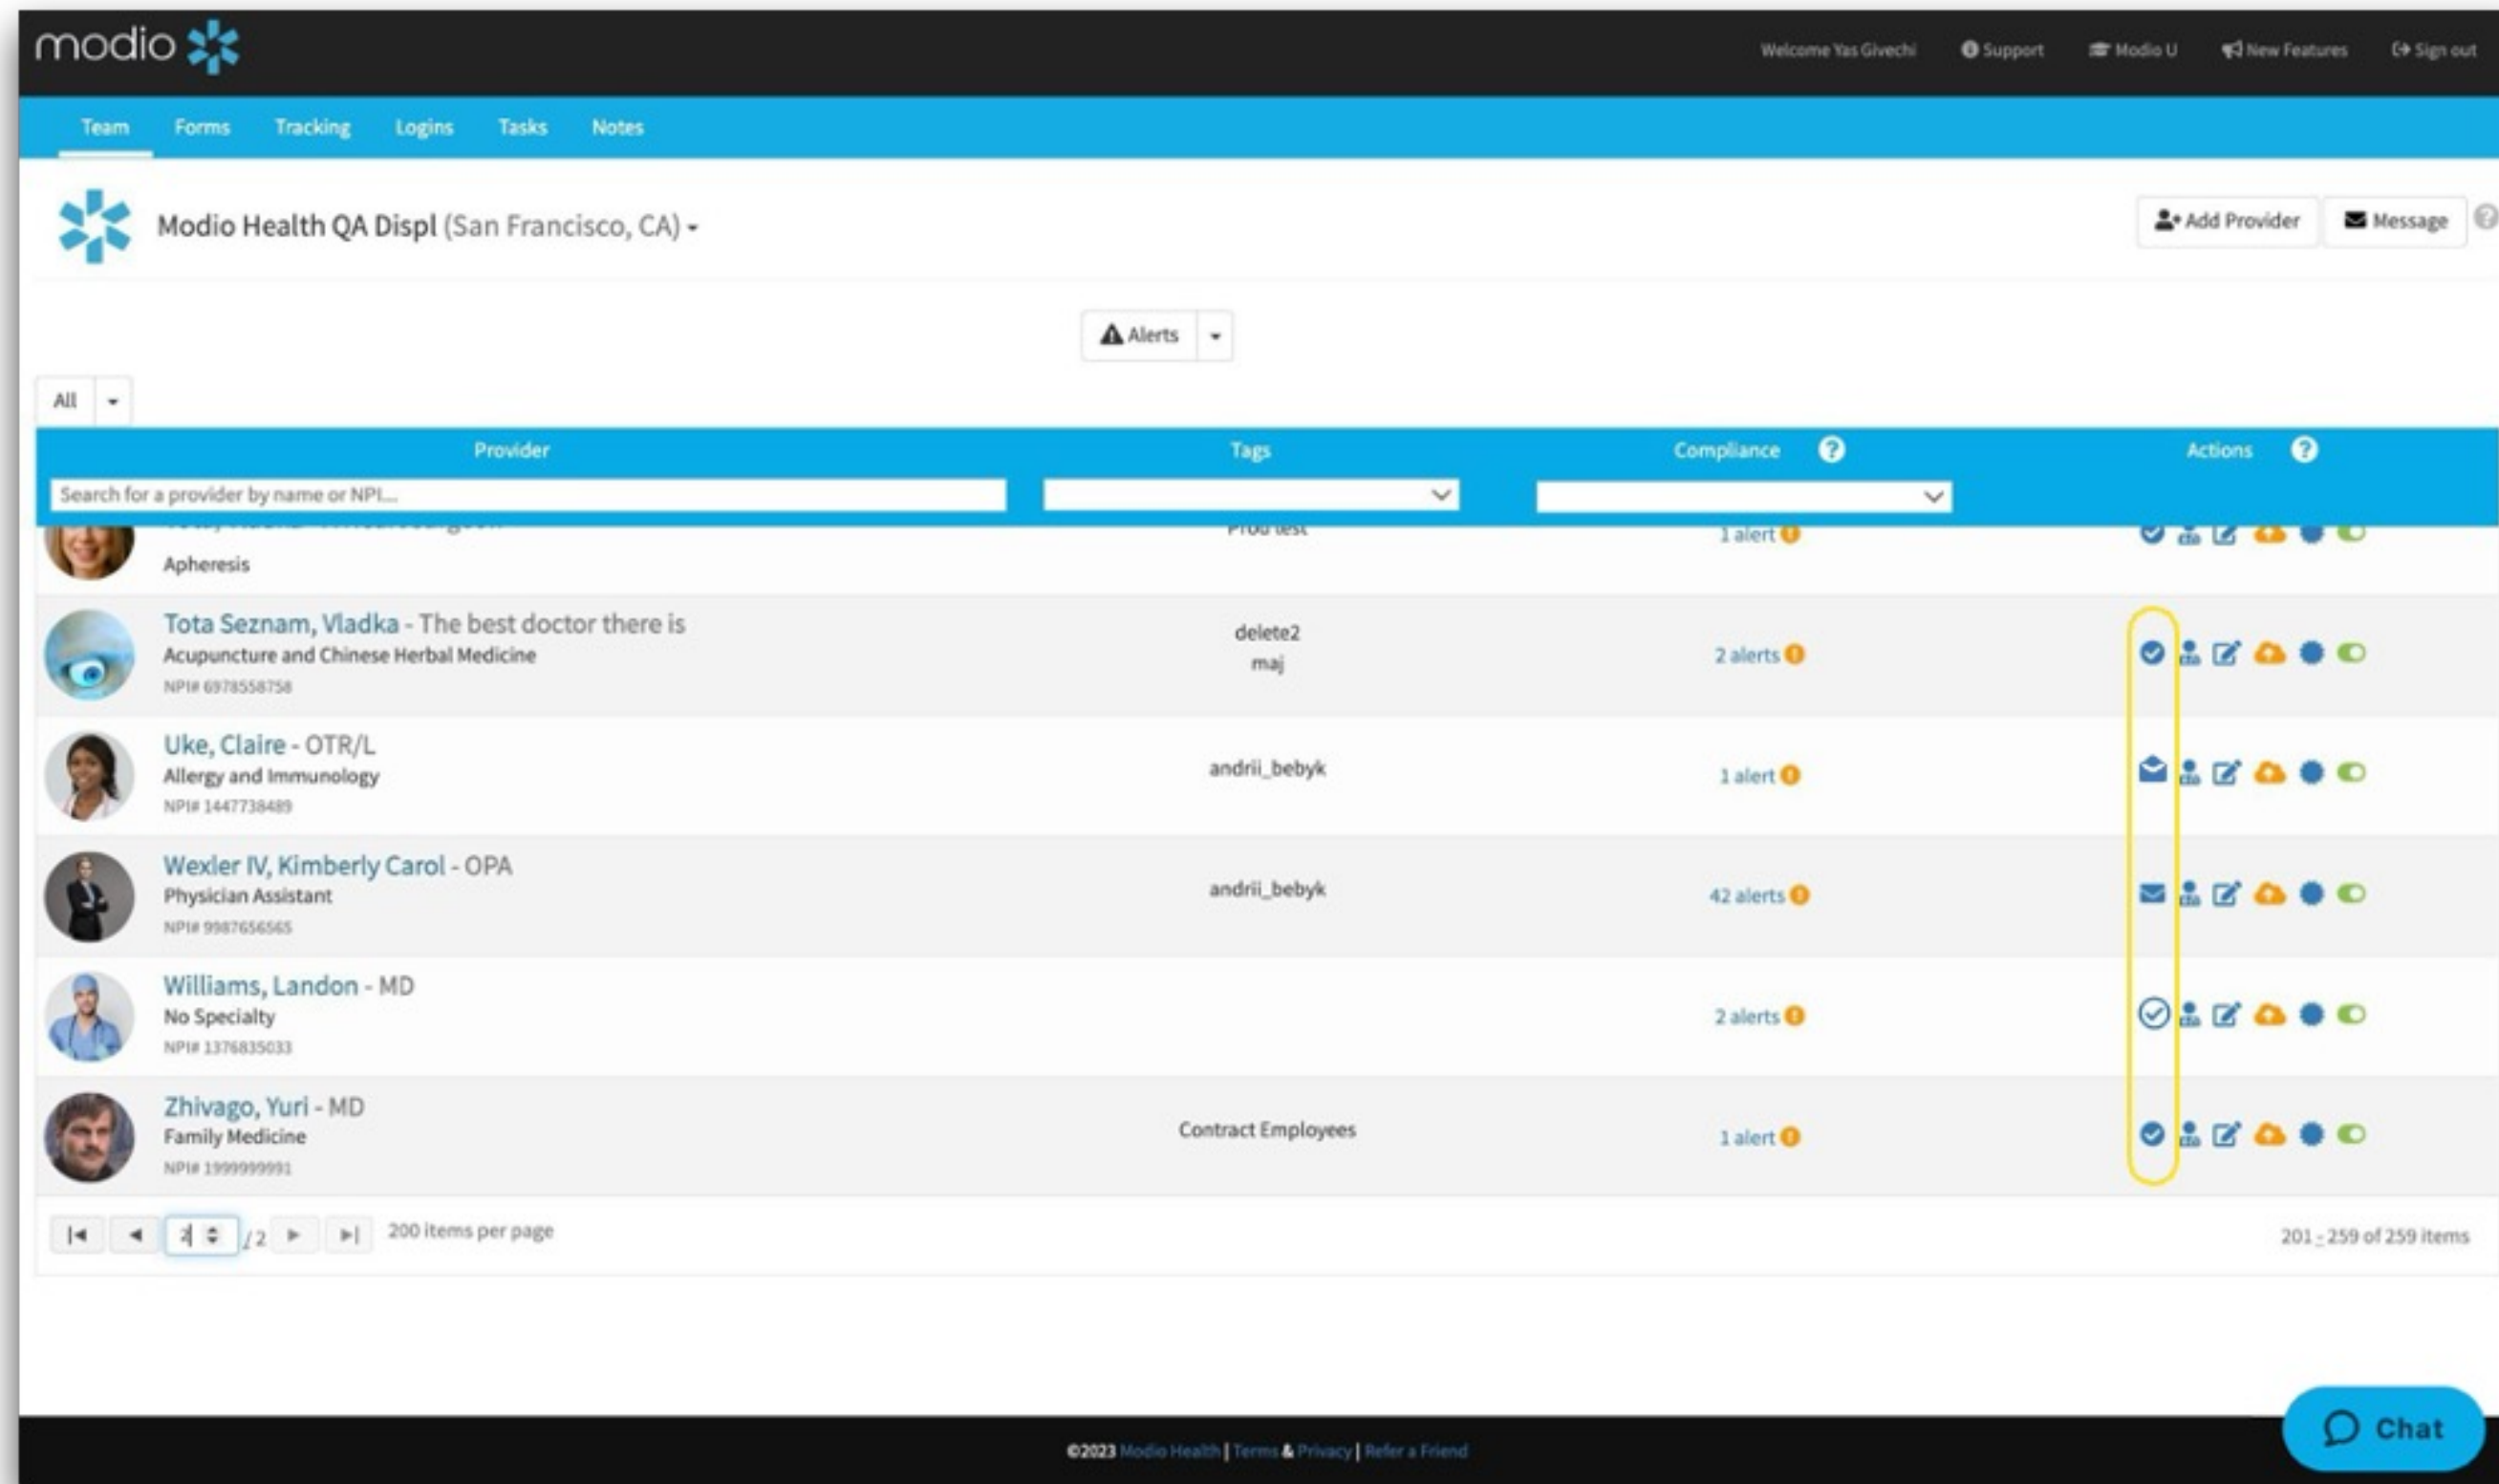 modio
Welcome Yas Givechi Support Modio U New Features Sign out
Team Forms Tracking Logins Tasks Notes
Modio Health QA Displ (San Francisco, CA)
Add Provider Message ?
Alerts
All
Provider Tags Compliance ? Actions ?
Search for a provider by name or NPI...
Prod test 1 alert
Apheresis
Tota Seznam, Vladka - The best doctor there is
Acupuncture and Chinese Herbal Medicine
NPI# 6978558758
delete2
maj
2 alerts
Uke, Claire - OTR/L
Allergy and Immunology
NPI# 1447738489
andrii_bebyk
1 alert
Wexler IV, Kimberly Carol - OPA
Physician Assistant
NPI# 9987656565
andrii_bebyk
42 alerts
Williams, Landon - MD
No Specialty
NPI# 1376835033
2 alerts
Zhivago, Yuri - MD
Family Medicine
NPI# 1999999991
Contract Employees
1 alert
2 / 2 200 items per page 201 - 259 of 259 items
Chat
©2023 Modio Health | Terms & Privacy | Refer a Friend